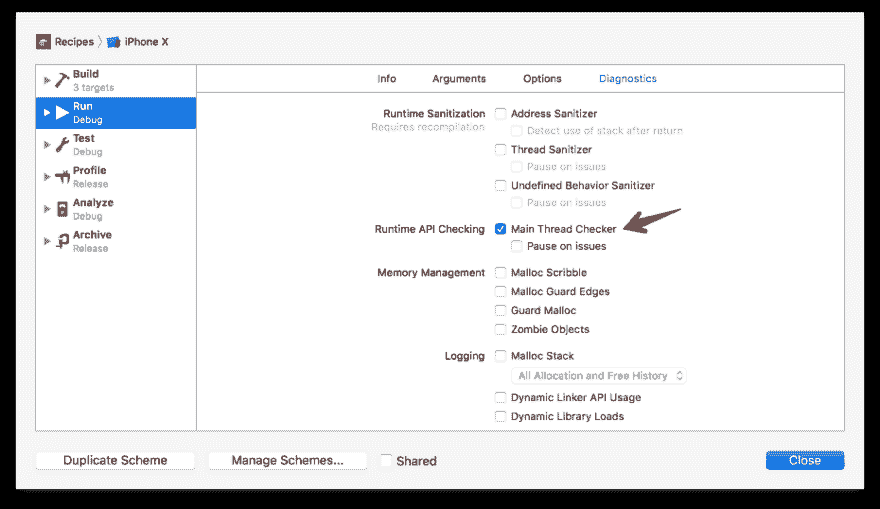 Recipes iPhone X
Build
3 targets
Run
Debug
Test
Debug
Profile
Release
Analyze
Debug
Archive
Release
Info Arguments Options Diagnostics
Runtime Sanitization Address Sanitizer
Requires recompilation Detect use of stack after return
Thread Sanitizer
Pause on issues
Undefined Behavior Sanitizer
Pause on issues
Runtime API Checking Main Thread Checker
Pause on issues
Memory Management Malloc Scribble
Malloc Guard Edges
Guard Malloc
Zombie Objects
Logging Malloc Stack
All Allocation and Free History
Dynamic Linker API Usage
Dynamic Library Loads
Duplicate Scheme Manage Schemes... Shared Close